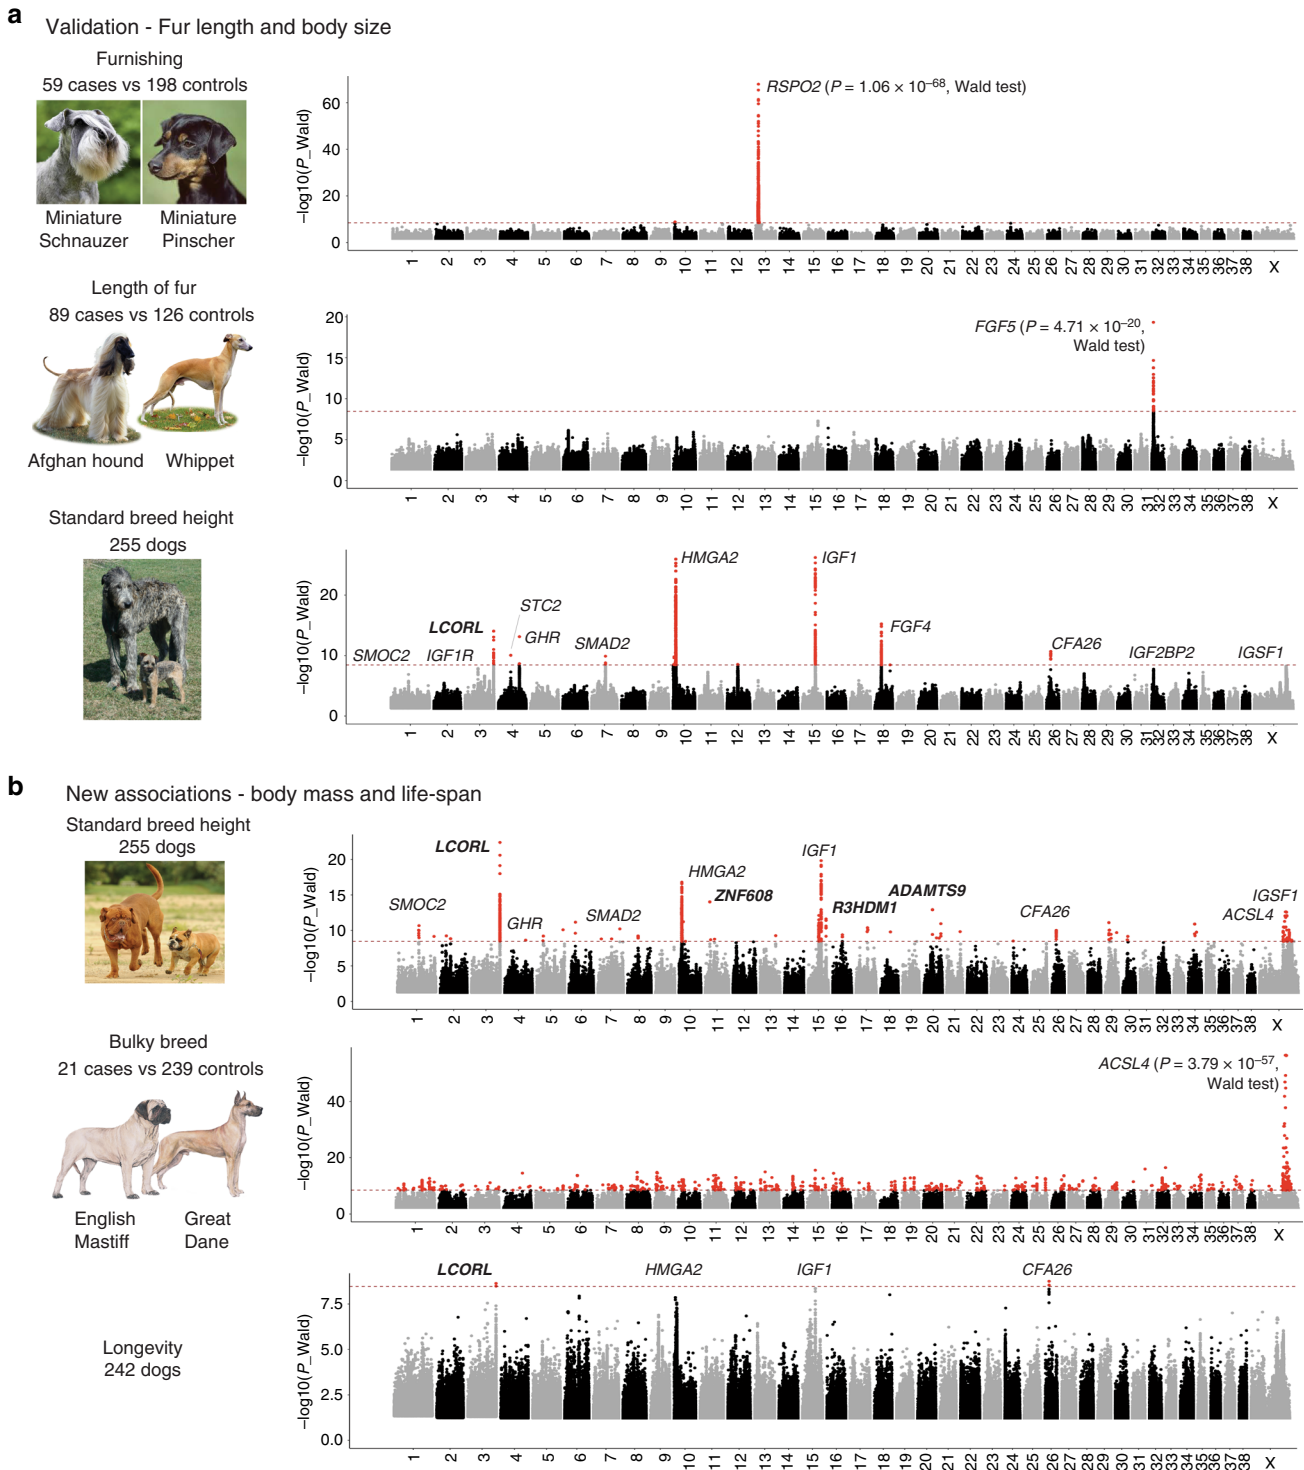 a
Validation - Fur length and body size
Furnishing
59 cases vs 198 controls
Miniature Schnauzer
Miniature Pinscher
−log10(P_Wald)
60
40
20
0
RSPO2 (P = 1.06 × 10⁻⁶⁸, Wald test)
1 2 3 4 5 6 7 8 9 10 11 12 13 14 15 16 17 18 19 20 21 22 23 24 25 26 27 28 29 30 31 32 33 34 35 36 37 38 X
Length of fur
89 cases vs 126 controls
Afghan hound
Whippet
−log10(P_Wald)
20
15
10
5
0
FGF5 (P = 4.71 × 10⁻²⁰,
Wald test)
1 2 3 4 5 6 7 8 9 10 11 12 13 14 15 16 17 18 19 20 21 22 23 24 25 26 27 28 29 30 31 32 33 34 35 36 37 38 X
Standard breed height
255 dogs
−log10(P_Wald)
20
10
0
SMOC2
LCORL
IGF1R
STC2
GHR
SMAD2
HMGA2
IGF1
FGF4
CFA26
IGF2BP2
IGSF1
1 2 3 4 5 6 7 8 9 10 11 12 13 14 15 16 17 18 19 20 21 22 23 24 25 26 27 28 29 30 31 32 33 34 35 36 37 38 X
b
New associations - body mass and life-span
Standard breed height
255 dogs
−log10(P_Wald)
20
15
10
5
0
SMOC2
LCORL
GHR
SMAD2
HMGA2
ZNF608
IGF1
R3HDM1
ADAMTS9
CFA26
IGSF1
ACSL4
1 2 3 4 5 6 7 8 9 10 11 12 13 14 15 16 17 18 19 20 21 22 23 24 25 26 27 28 29 30 31 32 33 34 35 36 37 38 X
Bulky breed
21 cases vs 239 controls
English Mastiff
Great Dane
−log10(P_Wald)
40
20
0
ACSL4 (P = 3.79 × 10⁻⁵⁷,
Wald test)
1 2 3 4 5 6 7 8 9 10 11 12 13 14 15 16 17 18 19 20 21 22 23 24 25 26 27 28 29 30 31 32 33 34 35 36 37 38 X
Longevity
242 dogs
−log10(P_Wald)
7.5
5.0
2.5
0.0
LCORL
HMGA2
IGF1
CFA26
1 2 3 4 5 6 7 8 9 10 11 12 13 14 15 16 17 18 19 20 21 22 23 24 25 26 27 28 29 30 31 32 33 34 35 36 37 38 X